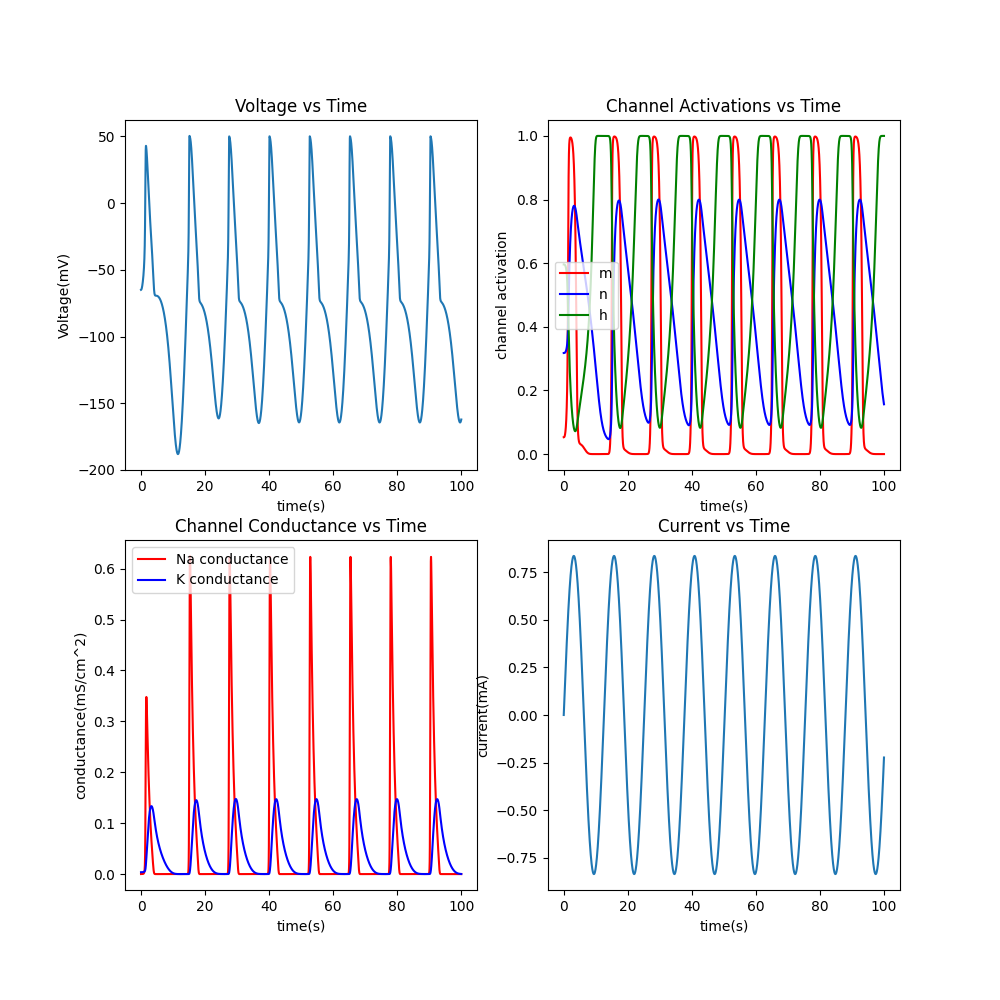 Voltage vs Time
50
0
−50
−100
−150
−200
Voltage(mV)
0 20 40 60 80 100
time(s)
Channel Activations vs Time
1.0
0.8
0.6
0.4
0.2
0.0
channel activation
m
n
h
0 20 40 60 80 100
time(s)
Channel Conductance vs Time
Na conductance
K conductance
0.6
0.5
0.4
0.3
0.2
0.1
0.0
conductance(mS/cm^2)
0 20 40 60 80 100
time(s)
Current vs Time
0.75
0.50
0.25
0.00
−0.25
−0.50
−0.75
current(mA)
0 20 40 60 80 100
time(s)